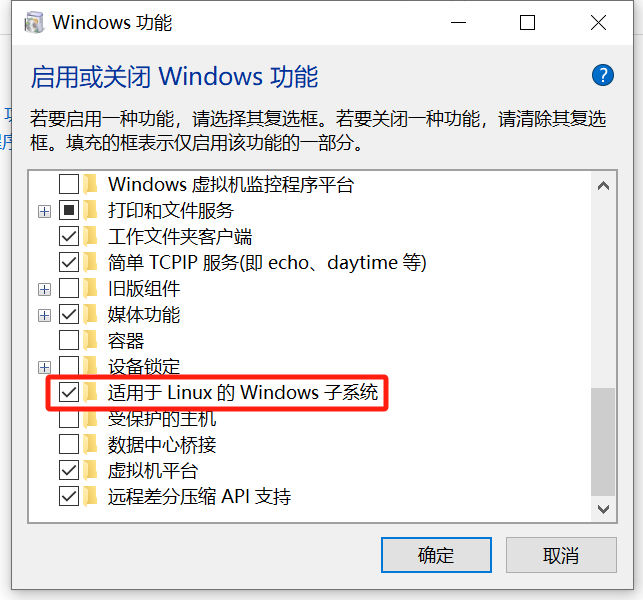 Windows 功能
启用或关闭 Windows 功能
若要启用一种功能，请选择其复选框。若要关闭一种功能，请清除其复选
框。填充的框表示仅启用该功能的一部分。
Windows 虚拟机监控程序平台
打印和文件服务
工作文件夹客户端
简单 TCPIP 服务(即 echo、daytime 等)
旧版组件
媒体功能
容器
设备锁定
适用于 Linux 的 Windows 子系统
受保护的主机
数据中心桥接
虚拟机平台
远程差分压缩 API 支持
确定
取消